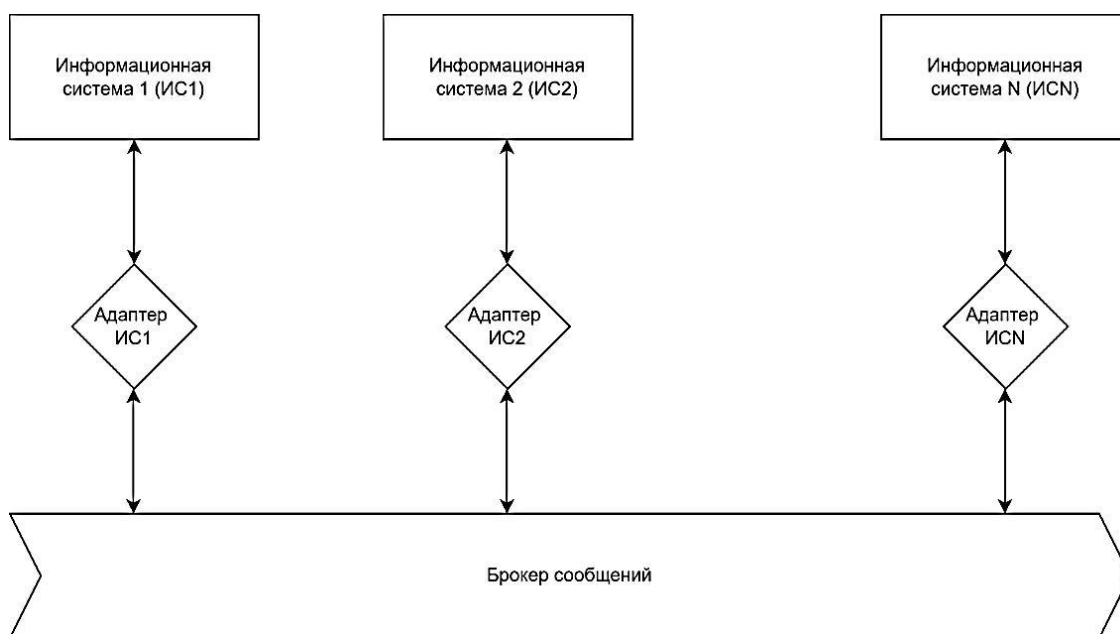 Информационная
система 1 (ИС1)
Информационная
система 2 (ИС2)
Информационная
система N (ИСN)
Адаптер
ИС1
Адаптер
ИС2
Адаптер
ИСN
Брокер сообщений